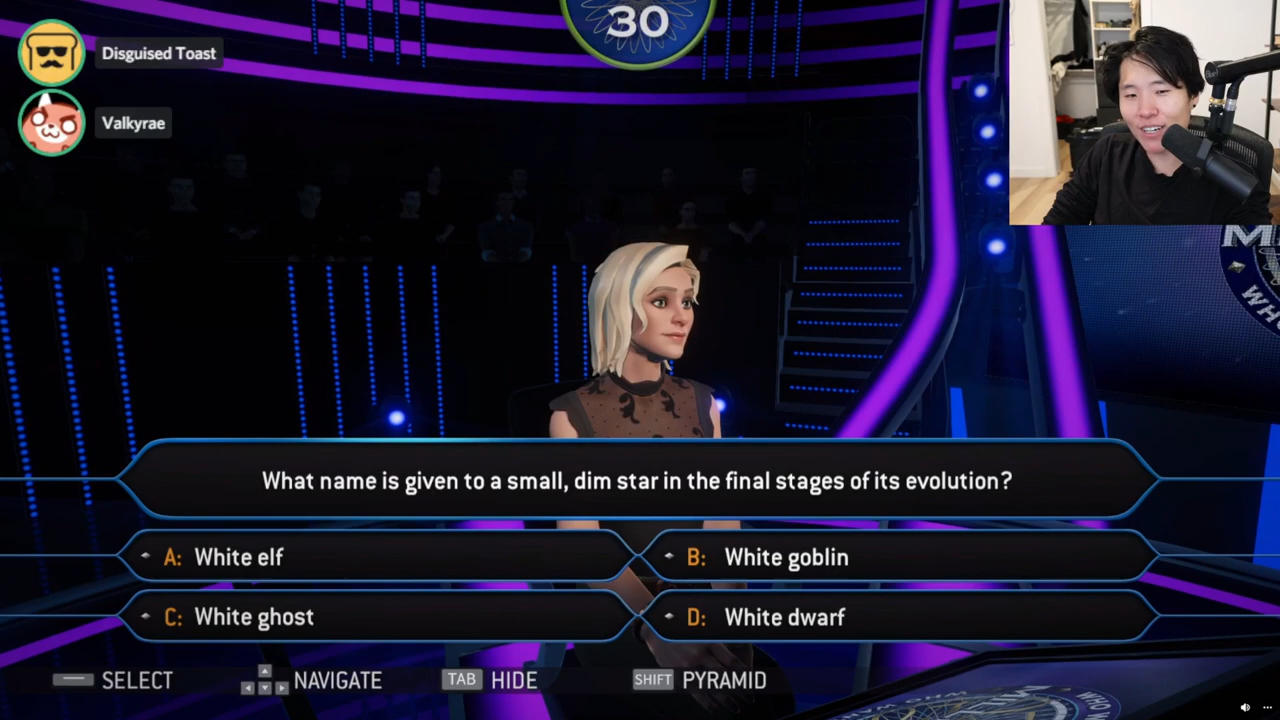 30
Disguised Toast
Valkyrae
What name is given to a small, dim star in the final stages of its evolution?
A: White elf
B: White goblin
C: White ghost
D: White dwarf
SELECT
NAVIGATE
TAB HIDE
SHIFT PYRAMID